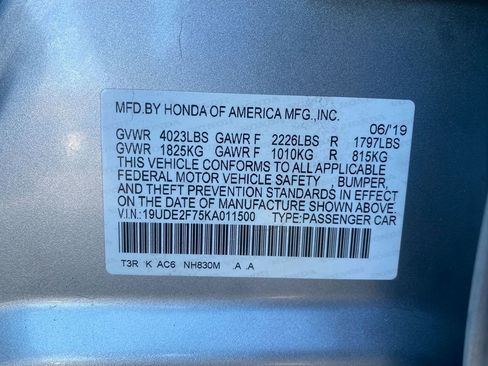 MFD.BY HONDA OF AMERICA MFG.,INC.
06/'19
GVWR 4023LBS GAWR F 2226LBS R 1797LBS
GVWR 1825KG GAWR F 1010KG R 815KG
THIS VEHICLE CONFORMS TO ALL APPLICABLE
FEDERAL MOTOR VEHICLE SAFETY BUMPER,
AND THEFT PREVENTION STANDARDS IN EFFECT
ON THE DATE OF MANUFACTURE SHOWN ABOVE.
V.I.N.:19UDE2F75KA011500 TYPE:PASSENGER CAR
T3R K AC6 NH830M .A .A